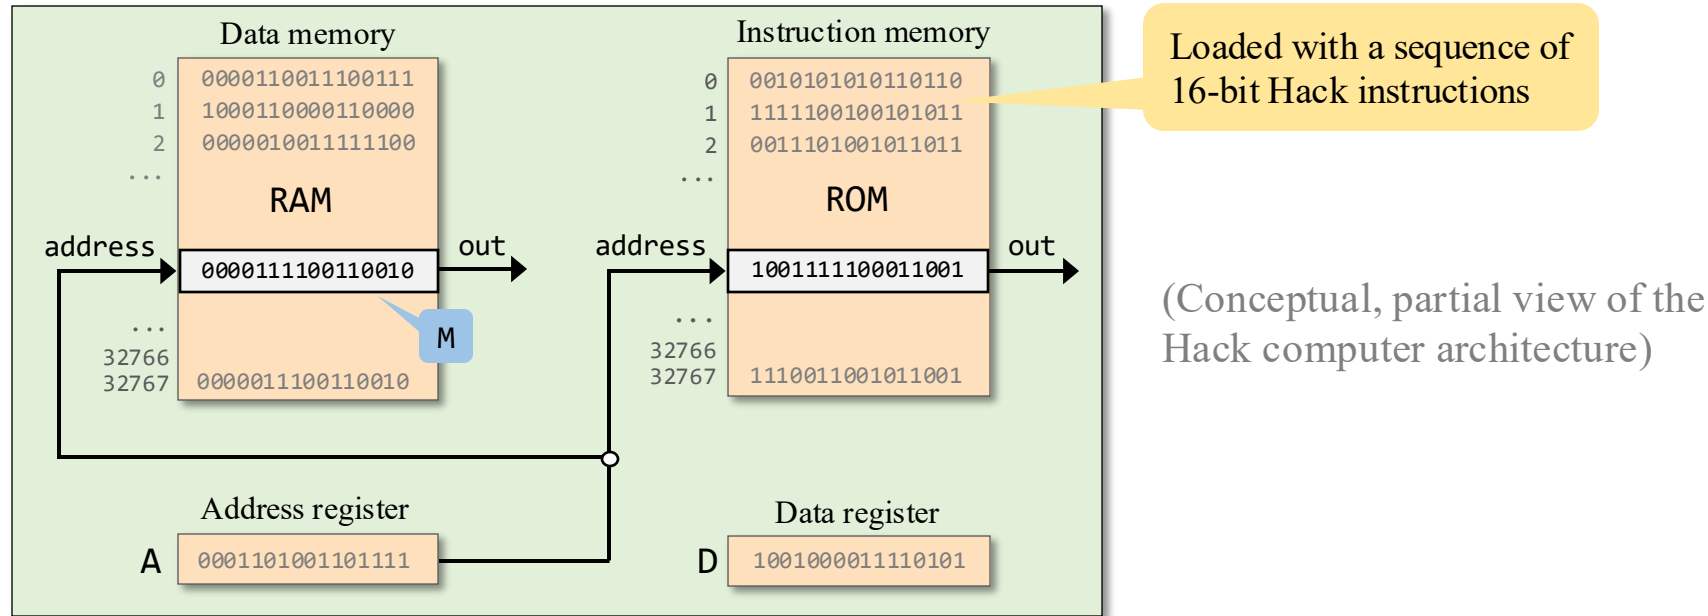 Data memory
0 0000110011100111
1 1000110000110000
2 0000010011111100
...
RAM
address
0000111100110010
out
M
...
32766
32767 0000011100110010
Instruction memory
0 0010101010110110
1 1111100100101011
2 0011101001011011
...
ROM
address
1001111100011001
out
...
32766
32767 1110011001011001
Loaded with a sequence of
16-bit Hack instructions
(Conceptual, partial view of the
Hack computer architecture)
Address register
A 0001101001101111
Data register
D 1001000011110101